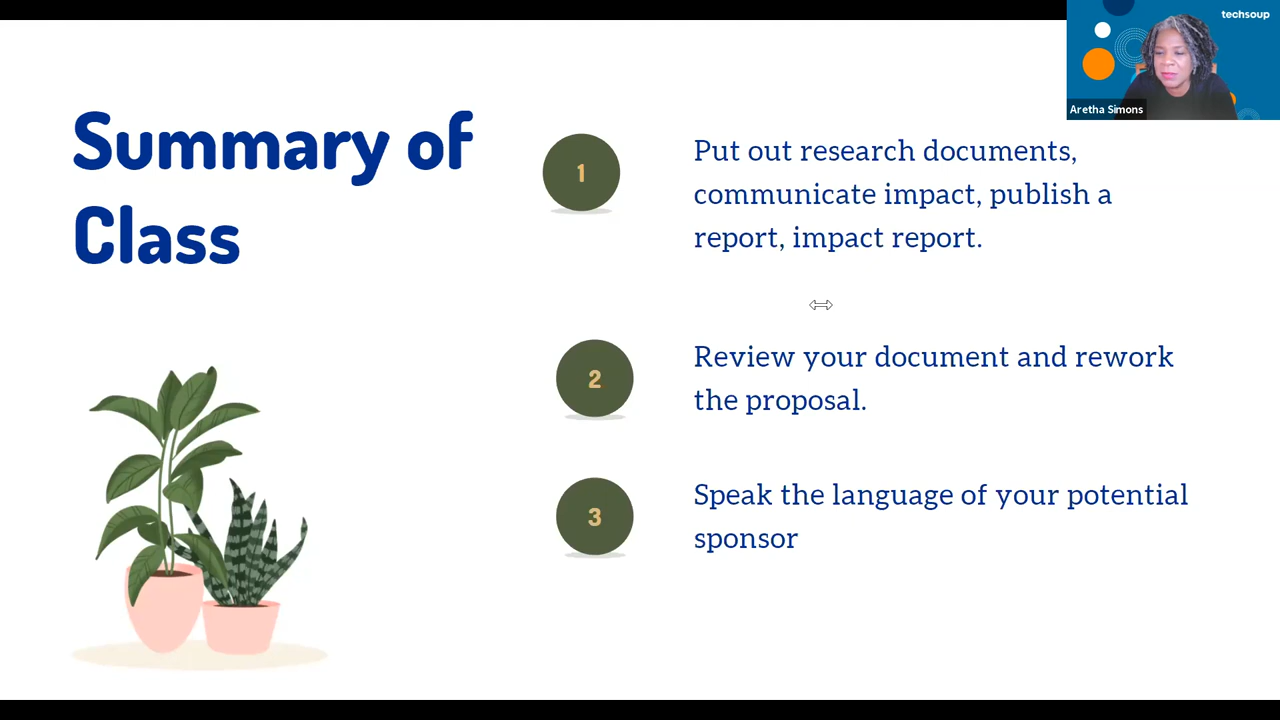 techsoup
Aretha Simons
Summary of
Class
1
Put out research documents,
communicate impact, publish a
report, impact report.
2
Review your document and rework
the proposal.
3
Speak the language of your potential
sponsor